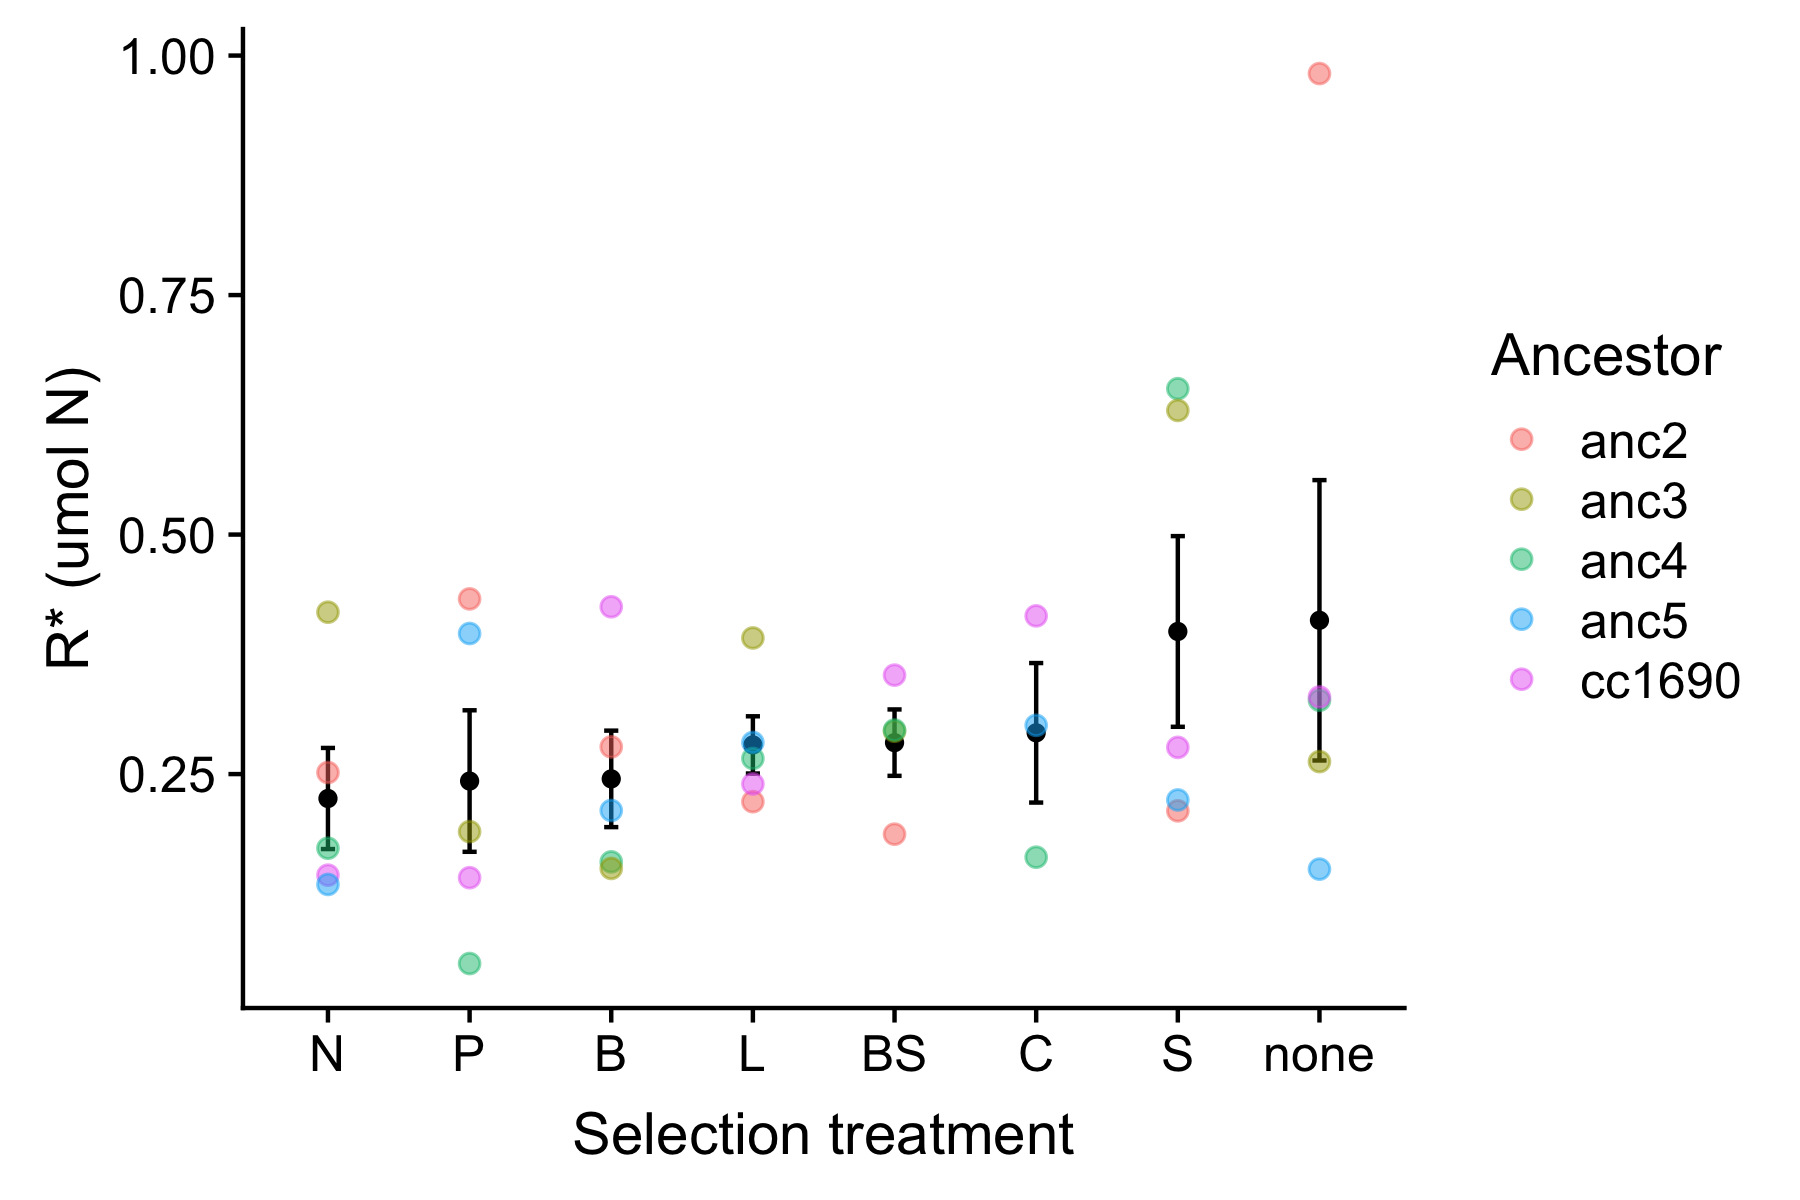 1.00
0.75
0.50
0.25
R* (umol N)
N P B L BS C S none
Selection treatment
Ancestor
anc2
anc3
anc4
anc5
cc1690